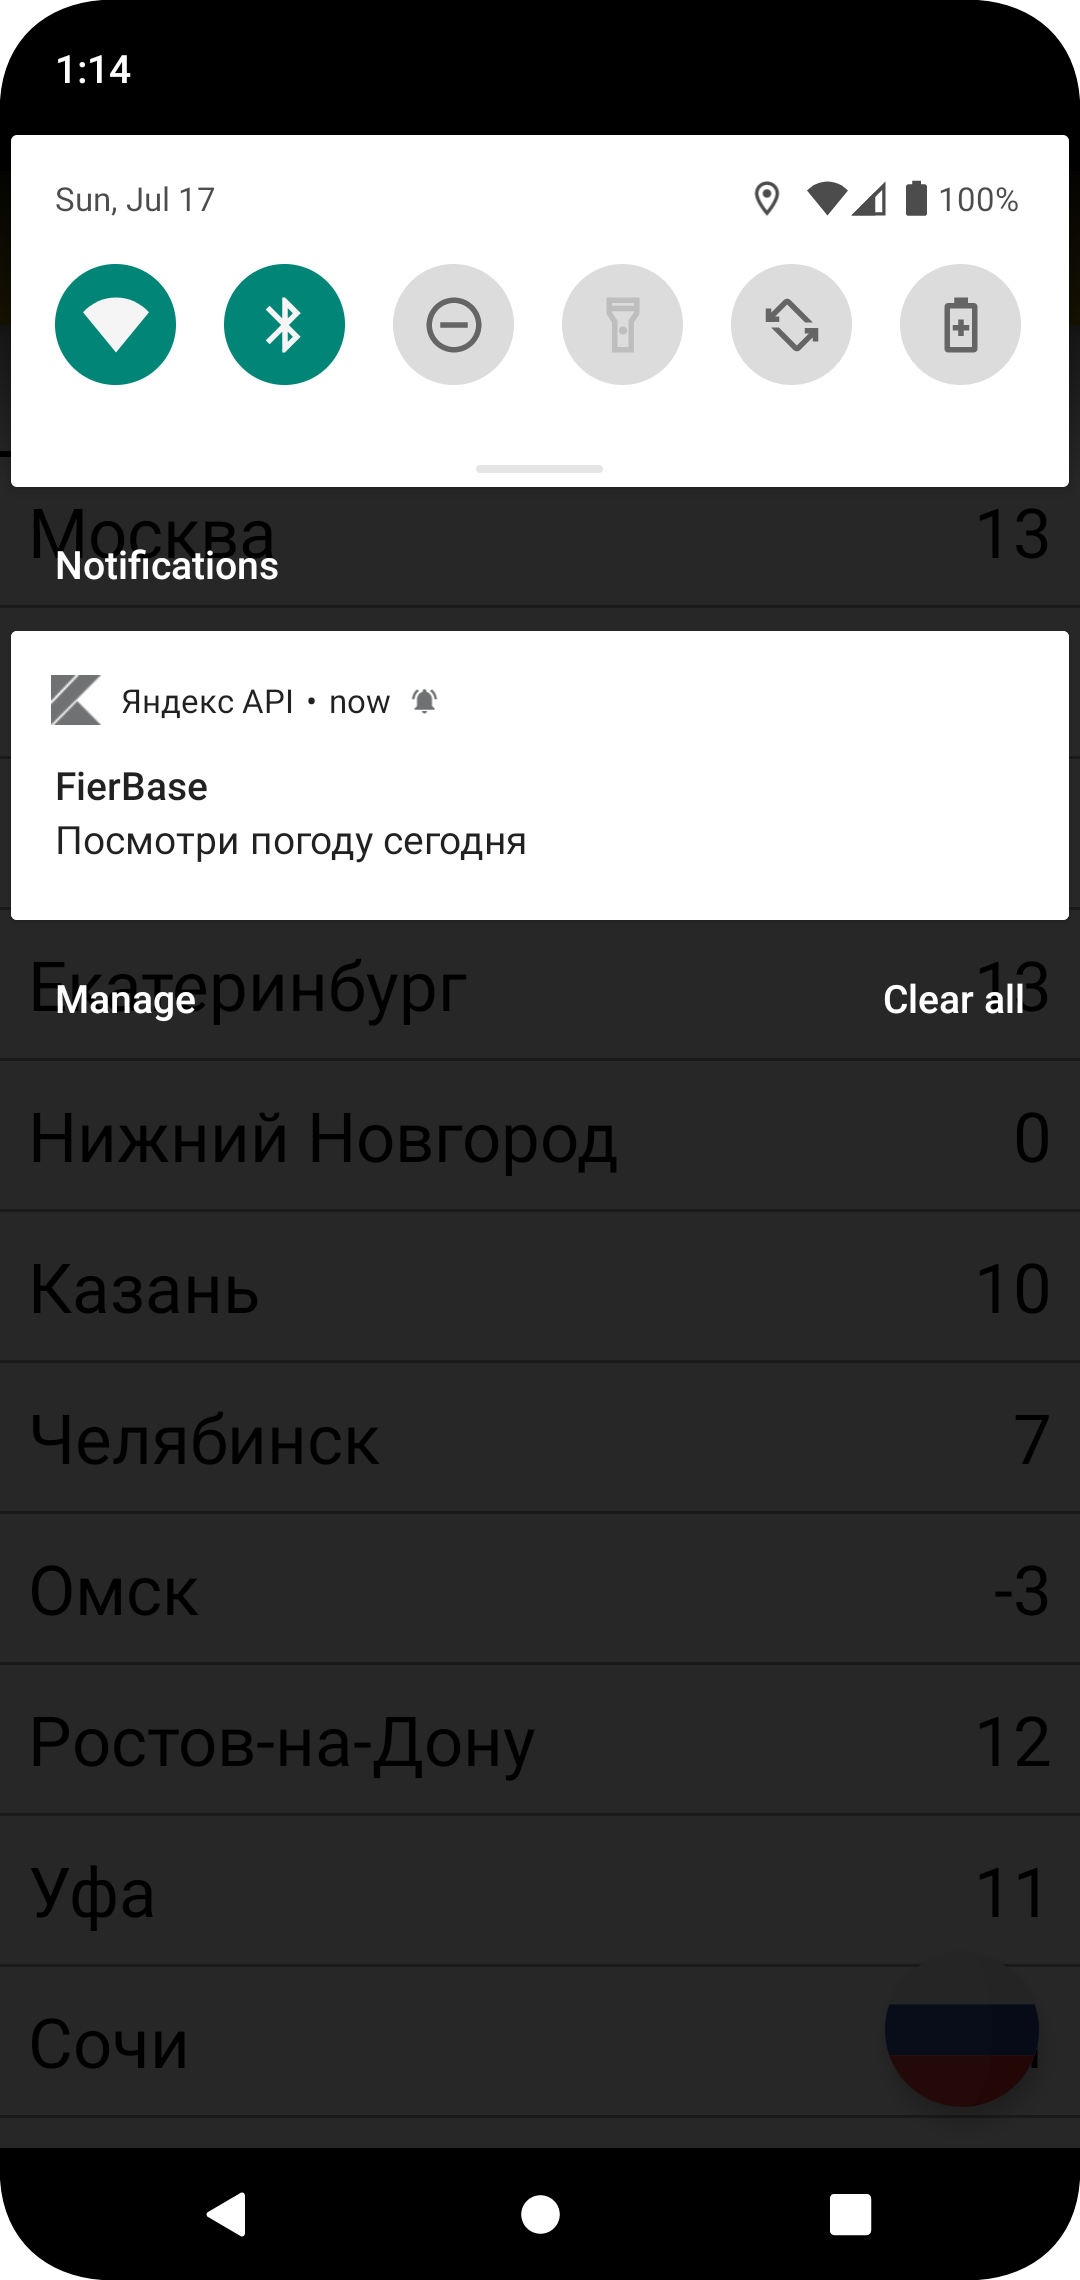 1:14
Sun, Jul 17
100%
Москва 13
Notifications
Яндекс API • now
FierBase
Посмотри погоду сегодня
Екатеринбург 13
Manage Clear all
Нижний Новгород 0
Казань 10
Челябинск 7
Омск -3
Ростов-на-Дону 12
Уфа 11
Сочи